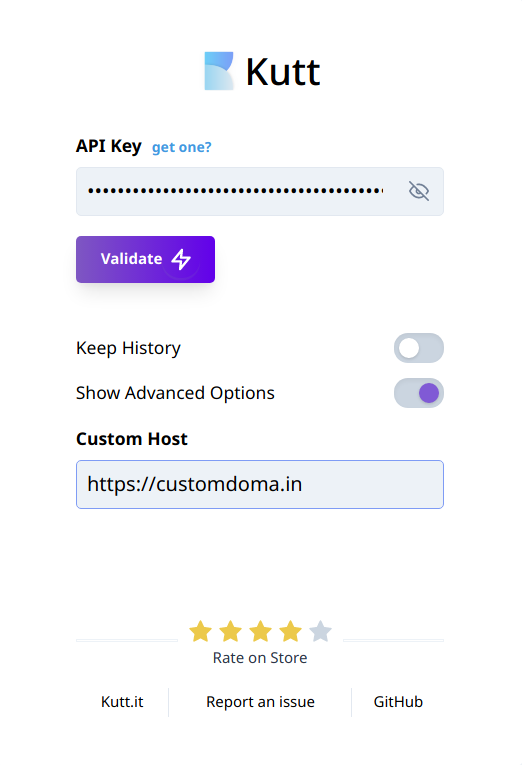 Kutt
API Key get one?
••••••••••••••••••••••••••••••••••••••••
Validate
Keep History
Show Advanced Options
Custom Host
https://customdoma.in
Rate on Store
Kutt.it Report an issue GitHub